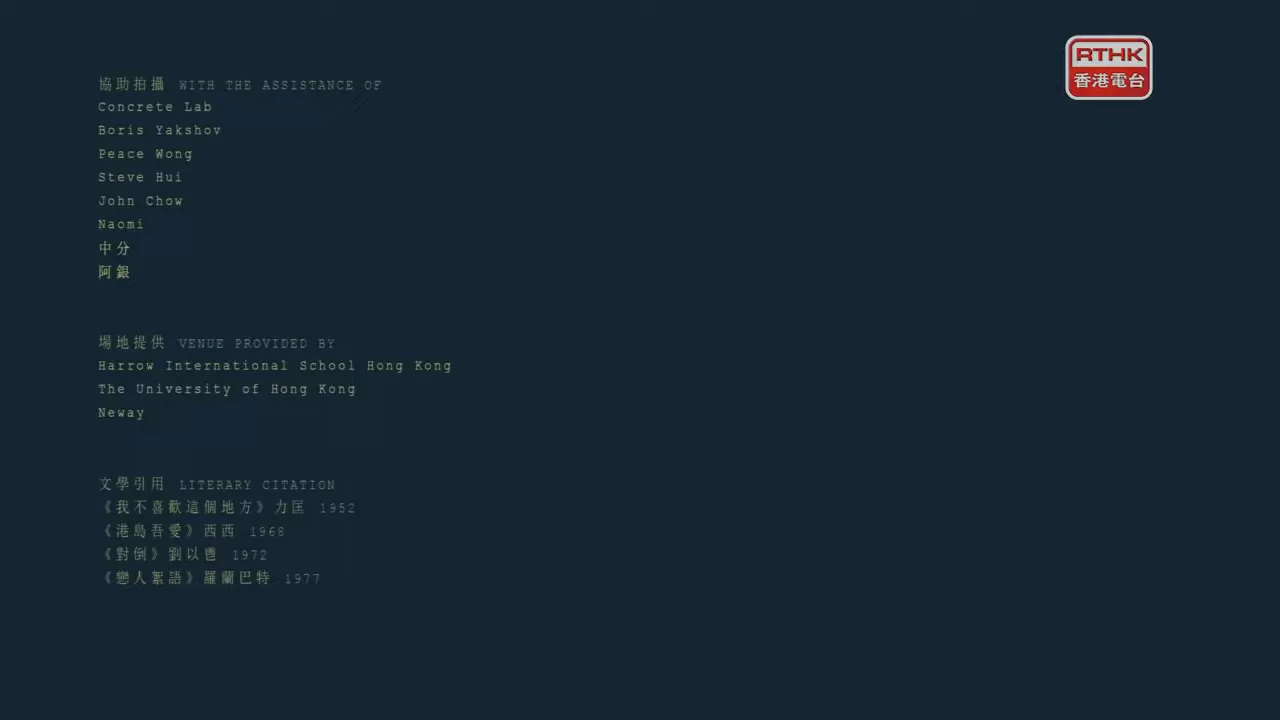 RTHK
香港電台
協助拍攝 WITH THE ASSISTANCE OF
Concrete Lab
Boris Yakshov
Peace Wong
Steve Hui
John Chow
Naomi
中分
阿銀
場地提供 VENUE PROVIDED BY
Harrow International School Hong Kong
The University of Hong Kong
Neway
文學引用 LITERARY CITATION
《我不喜歡這個地方》力匡 1952
《港島吾愛》西西 1968
《對倒》劉以鬯 1972
《戀人絮語》羅蘭巴特 1977